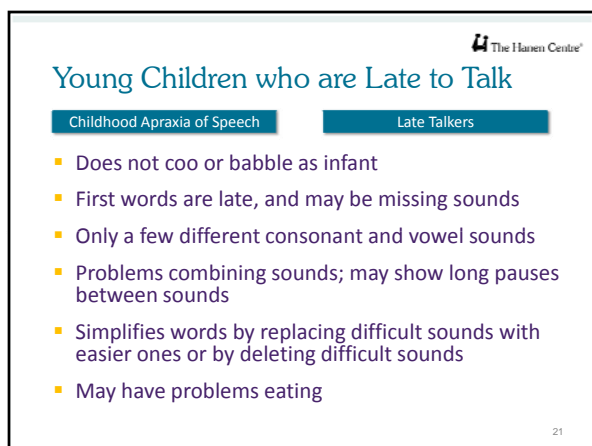 The Hanen Centre®
Young Children who are Late to Talk
Childhood Apraxia of Speech
Late Talkers
▪ Does not coo or babble as infant
▪ First words are late, and may be missing sounds
▪ Only a few different consonant and vowel sounds
▪ Problems combining sounds; may show long pauses
between sounds
▪ Simplifies words by replacing difficult sounds with
easier ones or by deleting difficult sounds
▪ May have problems eating
21